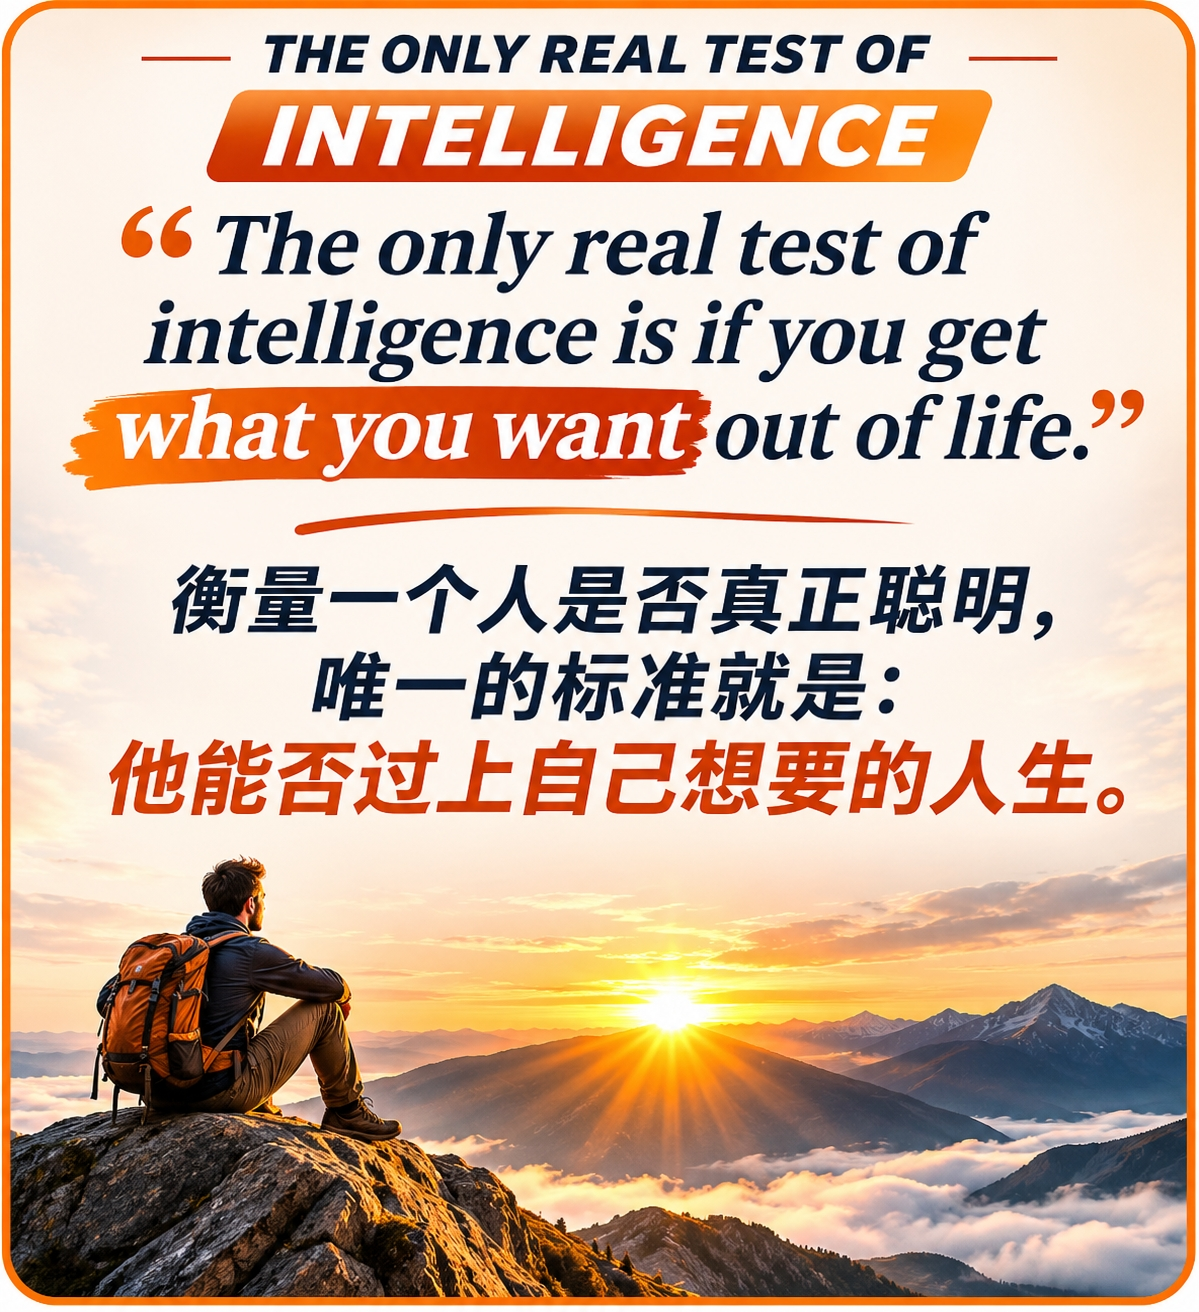 THE ONLY REAL TEST OF
INTELLIGENCE
“The only real test of
intelligence is if you get
what you want out of life.”
衡量一个人是否真正聪明，
唯一的标准就是：
他能否过上自己想要的人生。